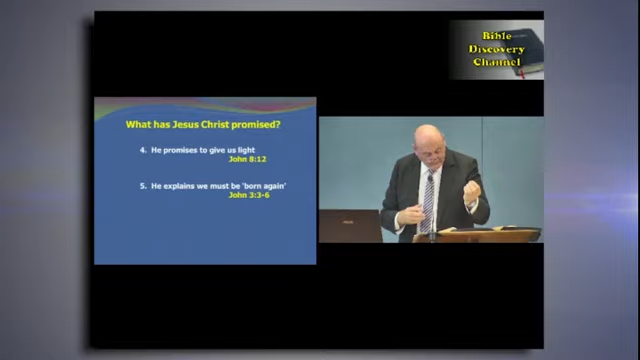 Bible
Discovery
Channel
What has Jesus Christ promised?
4. He promises to give us light
John 8:12
5. He explains we must be 'born again'
John 3:3-6